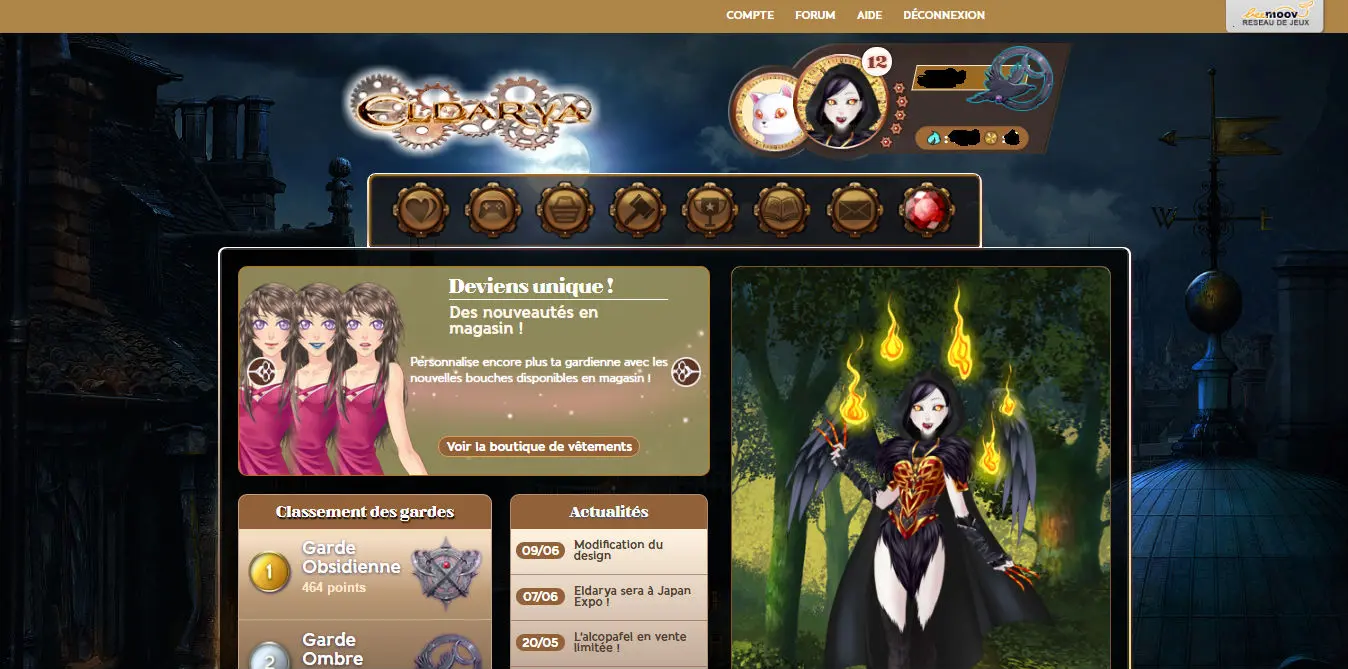 COMPTE FORUM AIDE DÉCONNEXION
beemoov
RESEAU DE JEUX
ELDARYA
12
W E
Deviens unique !
Des nouveautés en
magasin !
Personnalise encore plus ta gardienne avec les
nouvelles bouches disponibles en magasin !
Voir la boutique de vêtements
Classement des gardes
1
Garde
Obsidienne
464 points
2
Garde
Ombre
Actualités
09/06 Modification du
design
07/06 Eldarya sera à Japan
Expo !
20/05 L'alcopafel en vente
limitée !